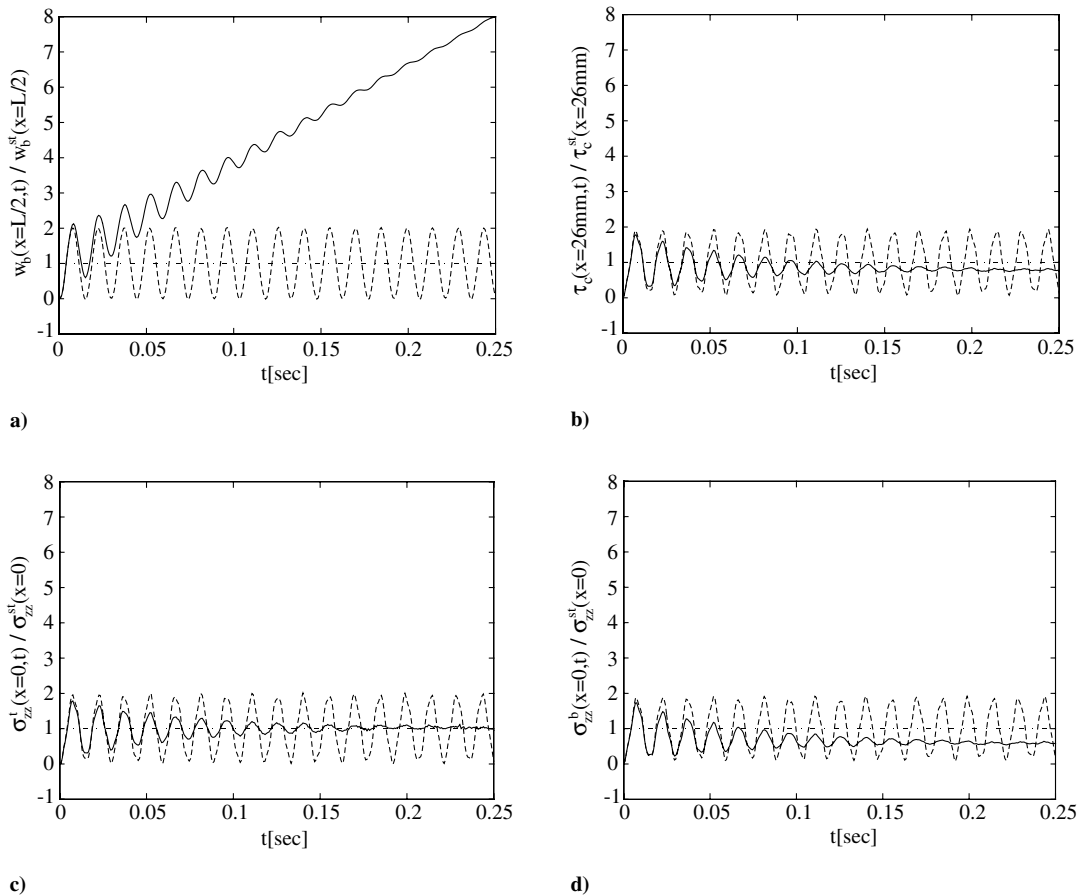 8
7
6
5
4
3
2
1
0
-1
w_b(x=L/2,t) / w_b^st(x=L/2)
0 0.05 0.1 0.15 0.2 0.25
t[sec]
a)
8
7
6
5
4
3
2
1
0
-1
τ_c(x=26mm,t) / τ_c^st(x=26mm)
0 0.05 0.1 0.15 0.2 0.25
t[sec]
b)
8
7
6
5
4
3
2
1
0
-1
σ_zz^t(x=0,t) / σ_zz^st(x=0)
0 0.05 0.1 0.15 0.2 0.25
t[sec]
c)
8
7
6
5
4
3
2
1
0
-1
σ_zz^b(x=0,t) / σ_zz^st(x=0)
0 0.05 0.1 0.15 0.2 0.25
t[sec]
d)